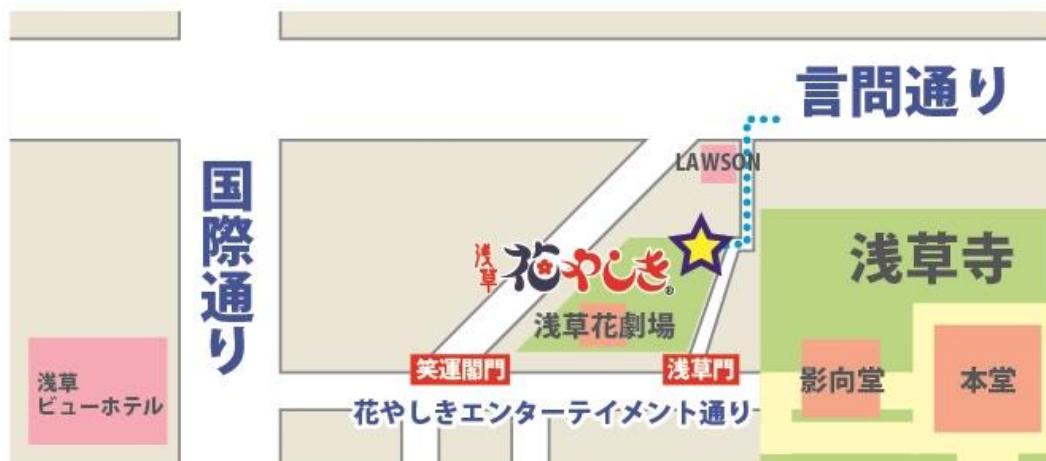 言問通り
国際通り
LAWSON
浅草
花やしき®
浅草寺
浅草花劇場
笑運閣門
浅草門
影向堂
本堂
浅草
ビューホテル
花やしきエンターテイメント通り